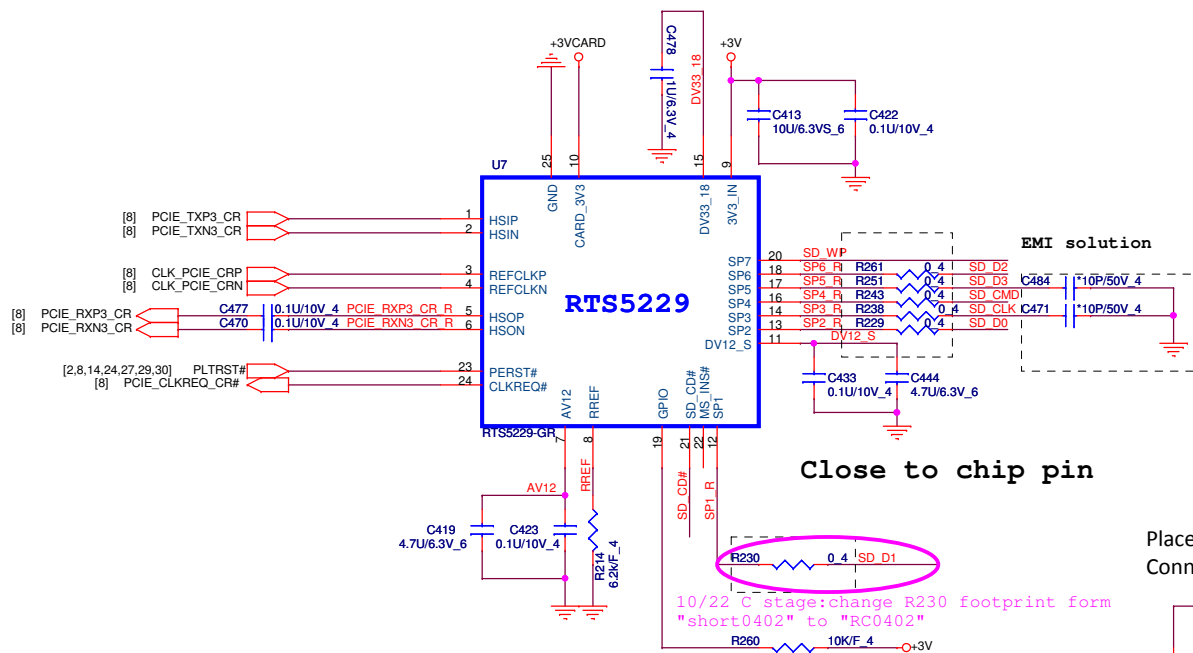 +3VCARD
C478
1U/6.3V_4
DV33_18
+3V
C413
10U/6.3VS_6
C422
0.1U/10V_4
U7
25
10
15
9
GND
CARD_3V3
DV33_18
3V3_IN
[8] PCIE_TXP3_CR 1 HSIP
[8] PCIE_TXN3_CR 2 HSIN
[8] CLK_PCIE_CRP 3 REFCLKP
[8] CLK_PCIE_CRN 4 REFCLKN
[8] PCIE_RXP3_CR C477 0.1U/10V_4 PCIE_RXP3_CR_R 5 HSOP
[8] PCIE_RXN3_CR C470 0.1U/10V_4 PCIE_RXN3_CR_R 6 HSON
[2,8,14,24,27,29,30] PLTRST# 23 PERST#
[8] PCIE_CLKREQ_CR# 24 CLKREQ#
RTS5229
EMI solution
SP7 20 SD_WP
SP6 18 SP6_R R261 0_4 SD_D2
SP5 17 SP5_R R251 0_4 SD_D3 C484 *10P/50V_4
SP4 16 SP4_R R243 0_4 SD_CMD
SP3 14 SP3_R R238 0_4 SD_CLK C471 *10P/50V_4
SP2 13 SP2_R R229 0_4 SD_D0
DV12_S 11 DV12_S
C433
0.1U/10V_4
C444
4.7U/6.3V_6
AV12
RREF
GPIO
SD_CD#
MS_INS#
SP1
RTS5229-GR
7
8
19
21
22
12
Close to chip pin
AV12
RREF
SD_CD#
SP1_R
C419
4.7U/6.3V_6
C423
0.1U/10V_4
R214
6.2k/F_4
R230 0_4 SD_D1
Place
Conn
10/22 C stage:change R230 footprint form
"short0402" to "RC0402"
R260 10K/F_4 +3V